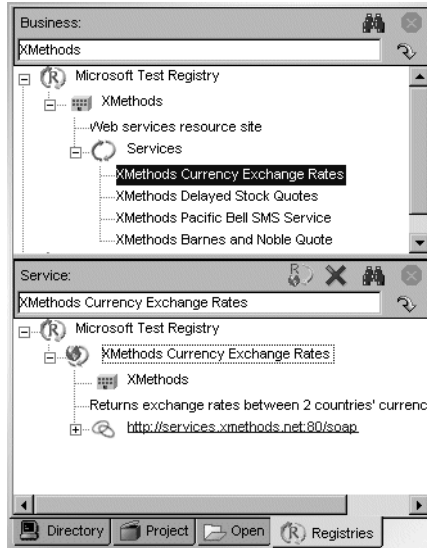 Business:
XMethods
Microsoft Test Registry
XMethods
Web services resource site
Services
XMethods Currency Exchange Rates
XMethods Delayed Stock Quotes
XMethods Pacific Bell SMS Service
XMethods Barnes and Noble Quote
Service:
XMethods Currency Exchange Rates
Microsoft Test Registry
XMethods Currency Exchange Rates
XMethods
Returns exchange rates between 2 countries' currenc
http://services.xmethods.net:80/soap
Directory Project Open Registries